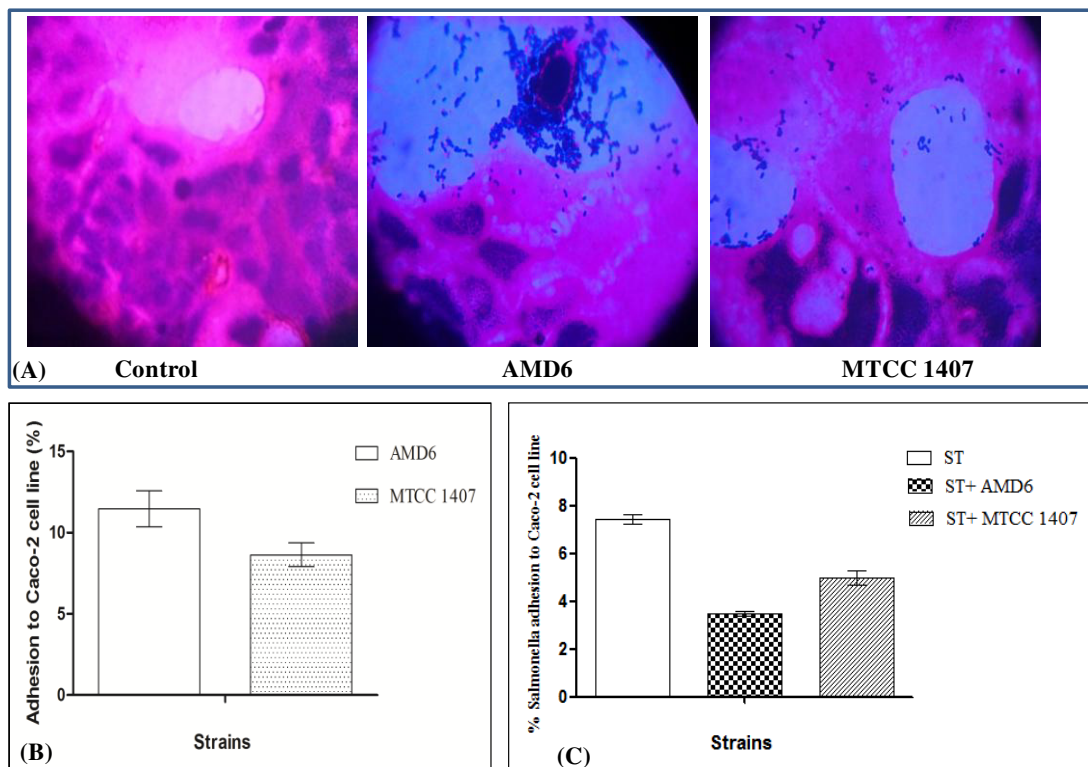 (A) Control AMD6 MTCC 1407
Adhesion to Caco-2 cell line (%)
15
10
5
0
AMD6
MTCC 1407
Strains
(B)
% Salmonella adhesion to Caco-2 cell line
10
8
6
4
2
0
ST
ST+ AMD6
ST+ MTCC 1407
Strains
(C)